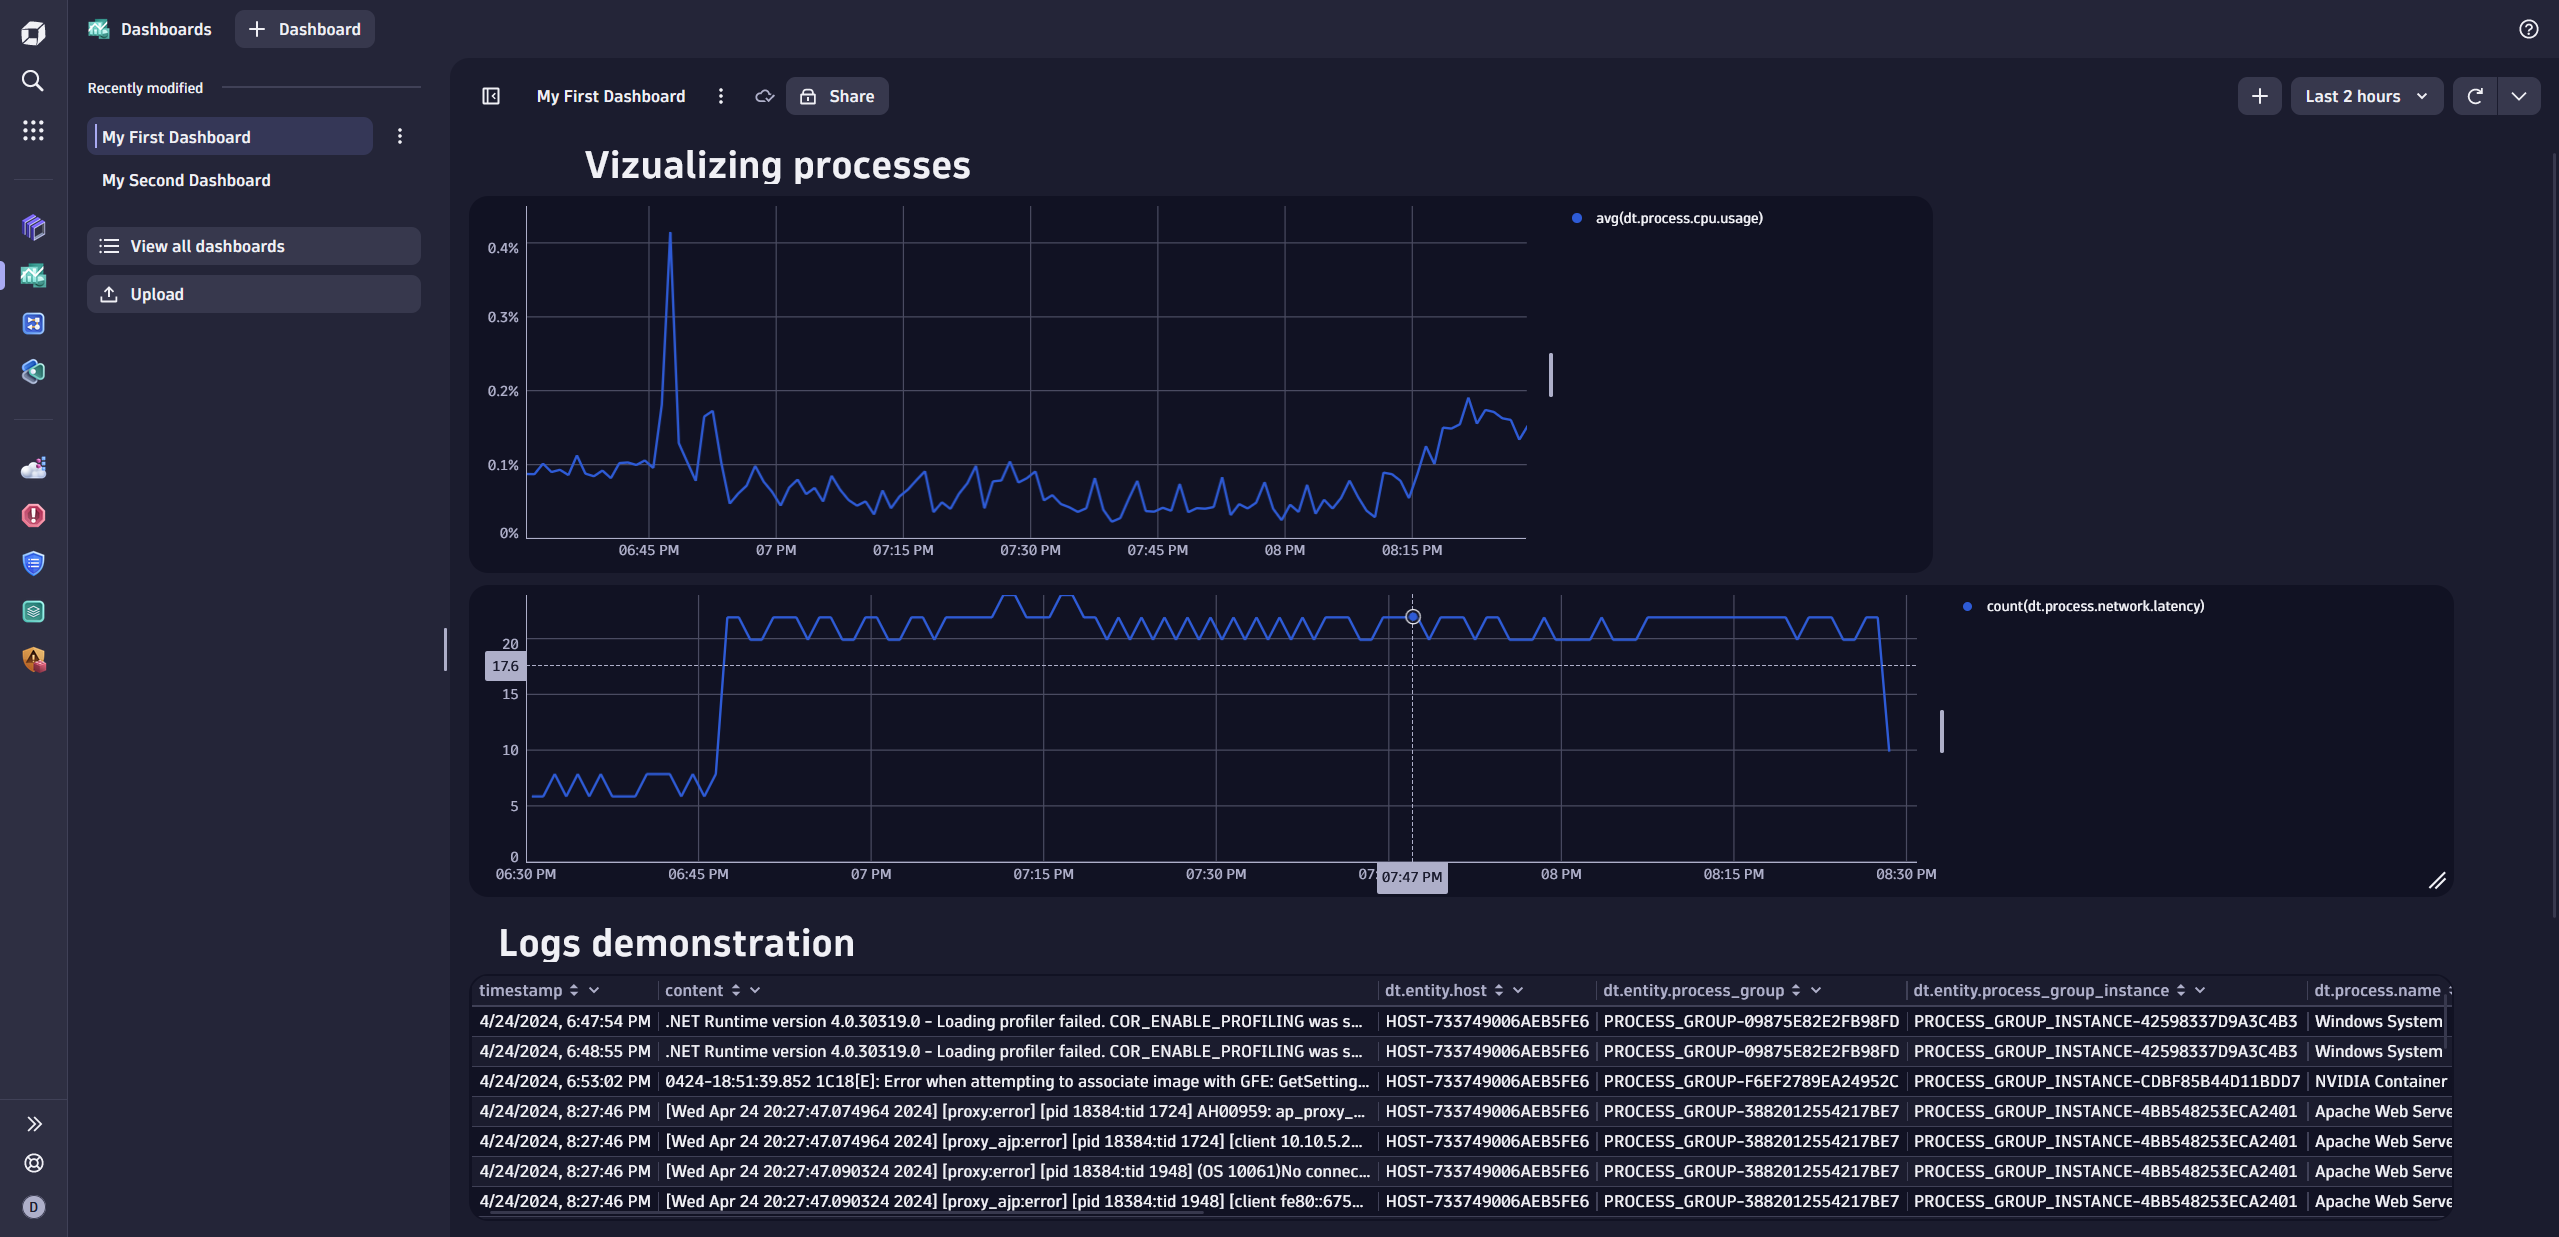 Dashboards
Dashboard
Recently modified
My First Dashboard
My Second Dashboard
View all dashboards
Upload
D
My First Dashboard
Share
Last 2 hours
Vizualizing processes
avg(dt.process.cpu.usage)
0.4%
0.3%
0.2%
0.1%
0%
06:45 PM 07 PM 07:15 PM 07:30 PM 07:45 PM 08 PM 08:15 PM
count(dt.process.network.latency)
20
17.6
15
10
5
0
06:30 PM 06:45 PM 07 PM 07:15 PM 07:30 PM 07: 07:47 PM 08 PM 08:15 PM 08:30 PM
Logs demonstration
timestamp content dt.entity.host dt.entity.process_group dt.entity.process_group_instance dt.process.name
4/24/2024, 6:47:54 PM .NET Runtime version 4.0.30319.0 - Loading profiler failed. COR_ENABLE_PROFILING was s... HOST-733749006AEB5FE6 PROCESS_GROUP-09875E82E2FB98FD PROCESS_GROUP_INSTANCE-42598337D9A3C4B3 Windows System
4/24/2024, 6:48:55 PM .NET Runtime version 4.0.30319.0 - Loading profiler failed. COR_ENABLE_PROFILING was s... HOST-733749006AEB5FE6 PROCESS_GROUP-09875E82E2FB98FD PROCESS_GROUP_INSTANCE-42598337D9A3C4B3 Windows System
4/24/2024, 6:53:02 PM 0424-18:51:39.852 1C18[E]: Error when attempting to associate image with GFE: GetSetting... HOST-733749006AEB5FE6 PROCESS_GROUP-F6EF2789EA24952C PROCESS_GROUP_INSTANCE-CDBF85B44D11BDD7 NVIDIA Container
4/24/2024, 8:27:46 PM [Wed Apr 24 20:27:47.074964 2024] [proxy:error] [pid 18384:tid 1724] AH00959: ap_proxy_... HOST-733749006AEB5FE6 PROCESS_GROUP-3882012554217BE7 PROCESS_GROUP_INSTANCE-4BB548253ECA2401 Apache Web Serve
4/24/2024, 8:27:46 PM [Wed Apr 24 20:27:47.074964 2024] [proxy_ajp:error] [pid 18384:tid 1724] [client 10.10.5.2... HOST-733749006AEB5FE6 PROCESS_GROUP-3882012554217BE7 PROCESS_GROUP_INSTANCE-4BB548253ECA2401 Apache Web Serve
4/24/2024, 8:27:46 PM [Wed Apr 24 20:27:47.090324 2024] [proxy:error] [pid 18384:tid 1948] (OS 10061)No connec... HOST-733749006AEB5FE6 PROCESS_GROUP-3882012554217BE7 PROCESS_GROUP_INSTANCE-4BB548253ECA2401 Apache Web Serve
4/24/2024, 8:27:46 PM [Wed Apr 24 20:27:47.090324 2024] [proxy_ajp:error] [pid 18384:tid 1948] [client fe80::675... HOST-733749006AEB5FE6 PROCESS_GROUP-3882012554217BE7 PROCESS_GROUP_INSTANCE-4BB548253ECA2401 Apache Web Serve